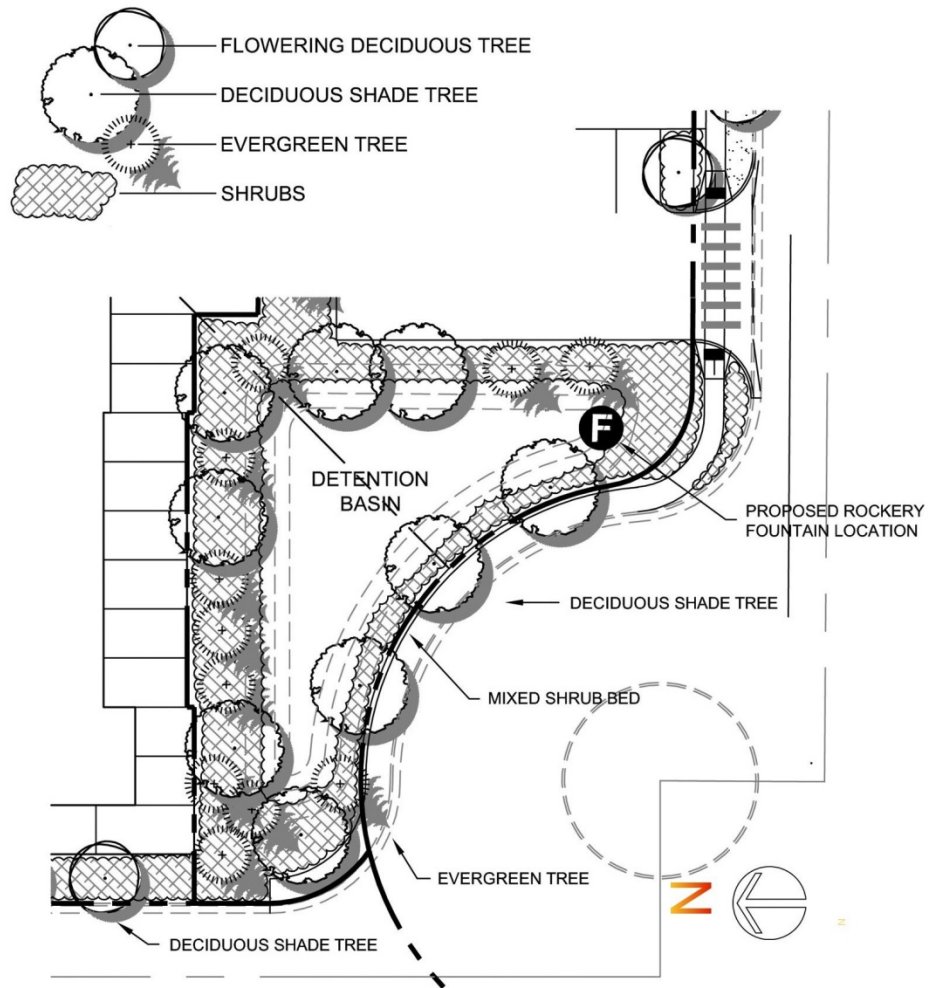 FLOWERING DECIDUOUS TREE
DECIDUOUS SHADE TREE
EVERGREEN TREE
SHRUBS
DETENTION
BASIN
F
PROPOSED ROCKERY
FOUNTAIN LOCATION
DECIDUOUS SHADE TREE
MIXED SHRUB BED
EVERGREEN TREE
N
N
DECIDUOUS SHADE TREE